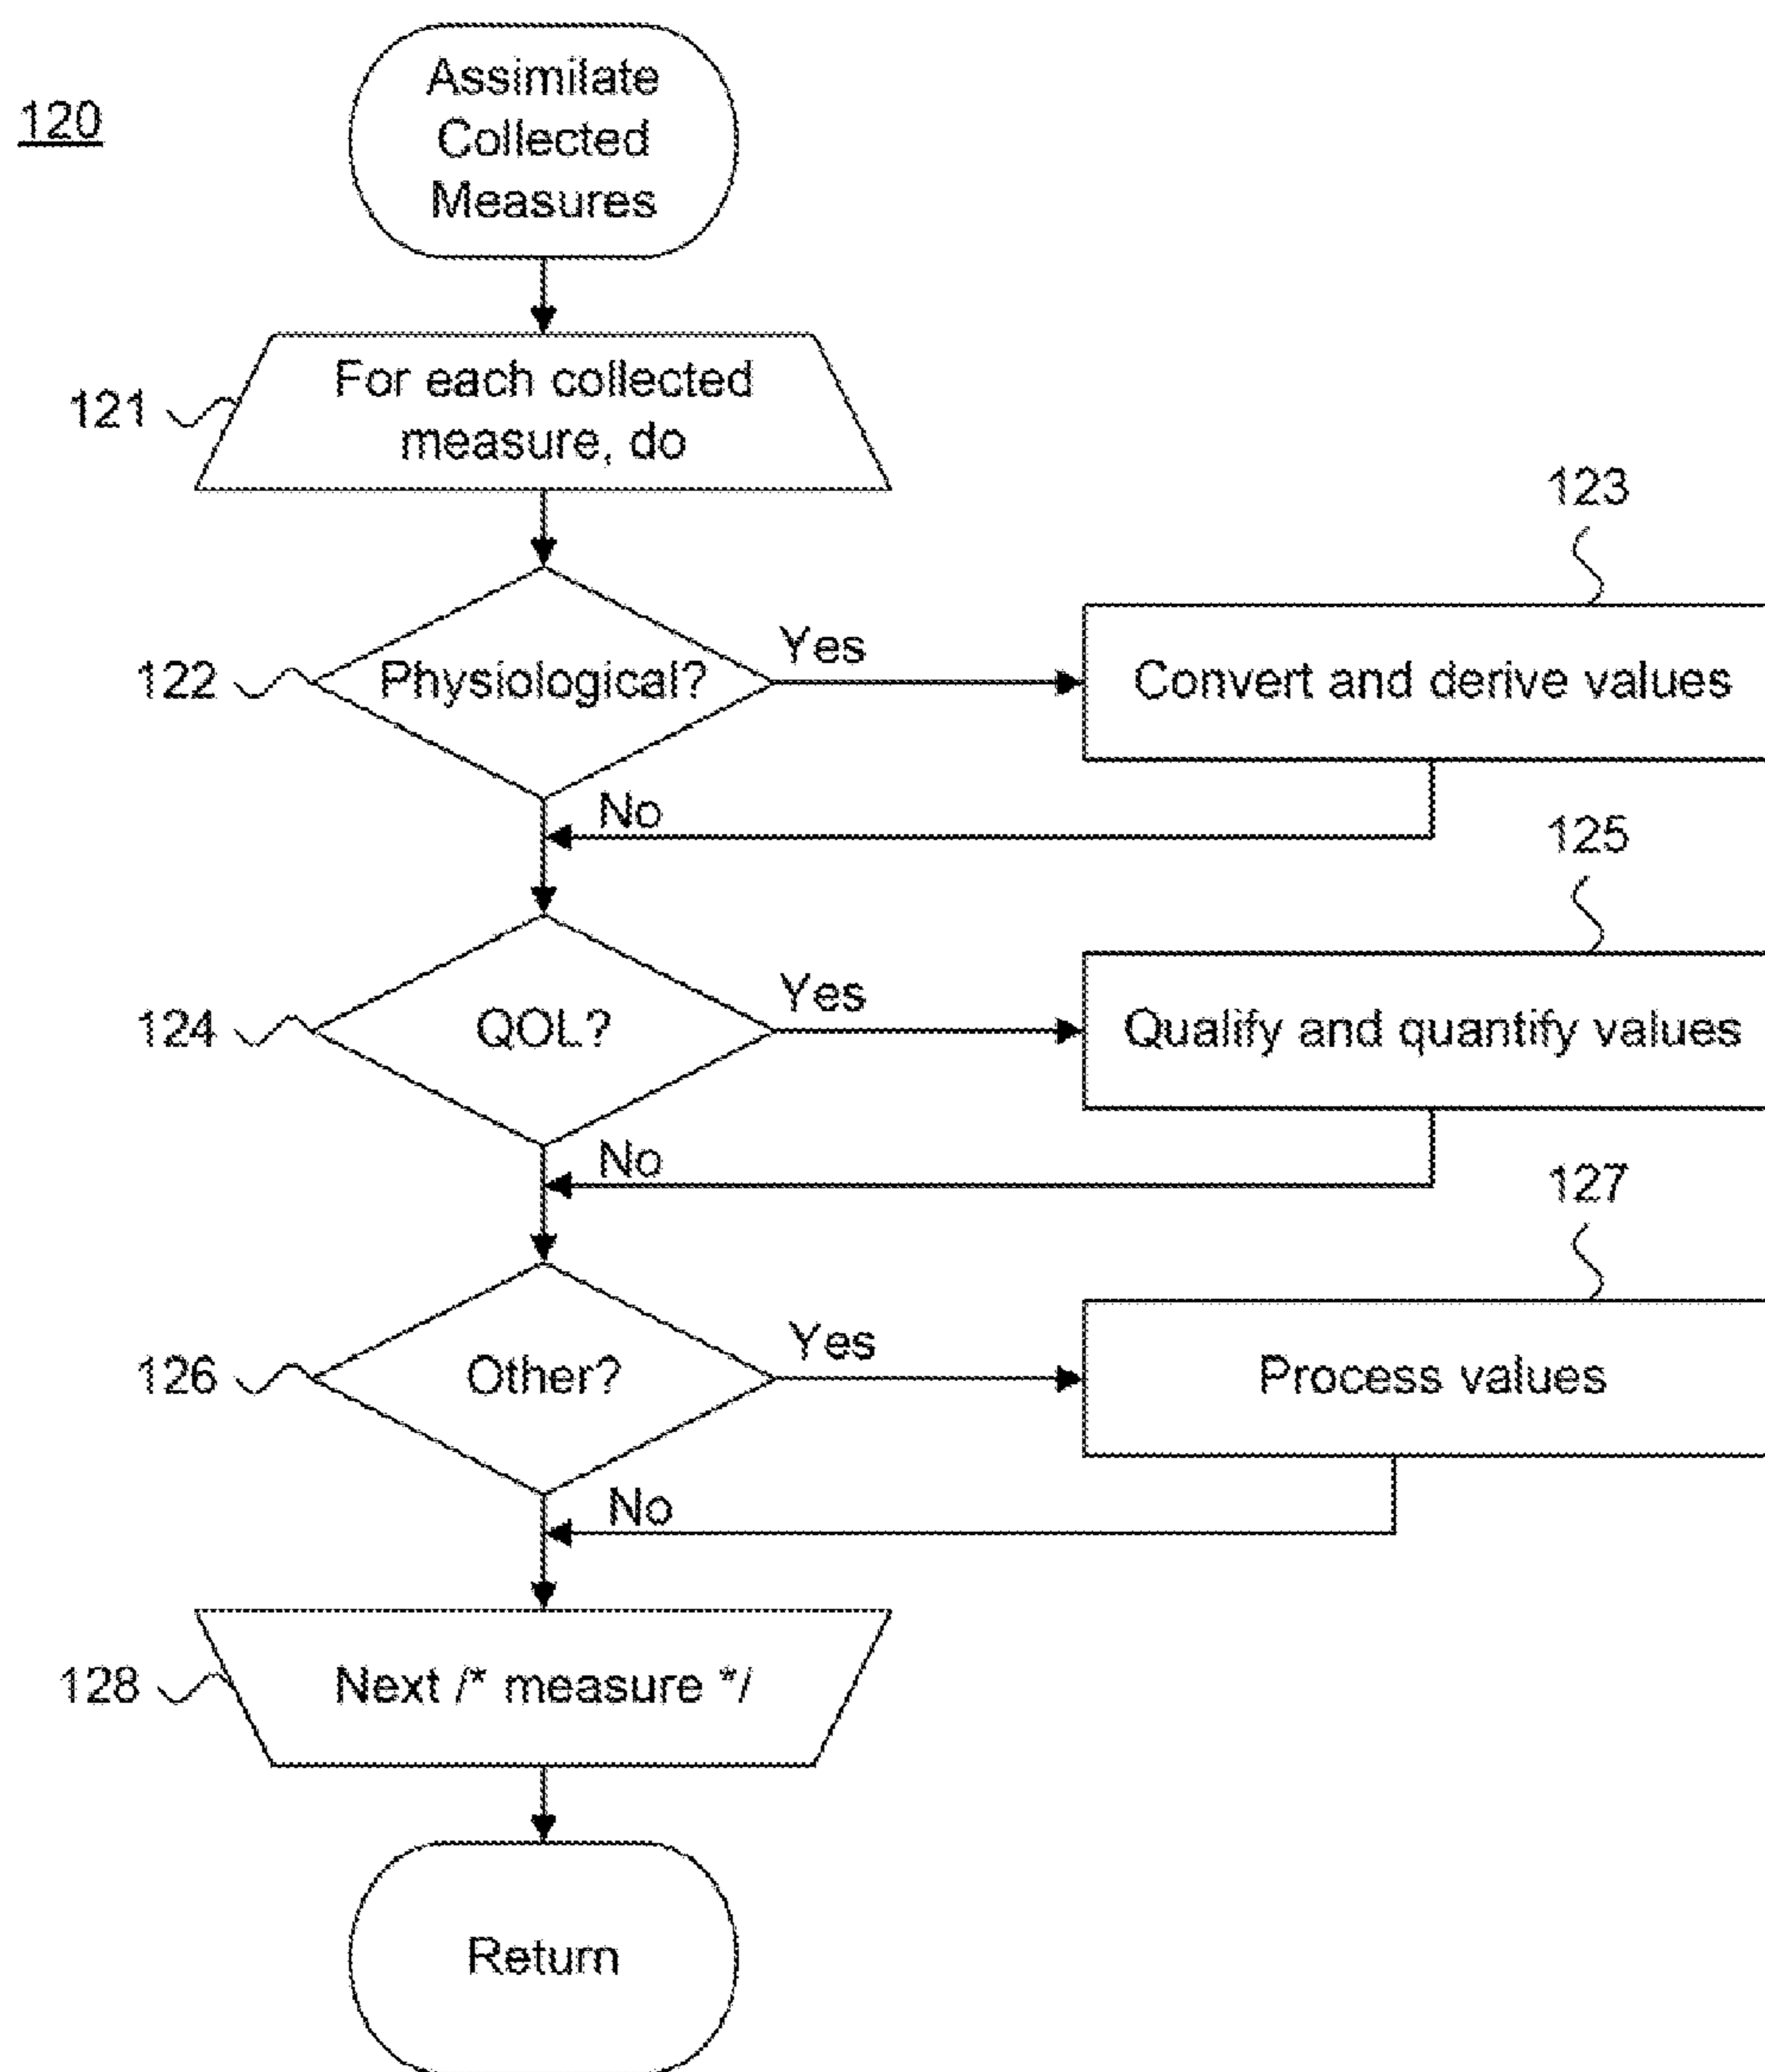 120
Assimilate
Collected
Measures
121
For each collected
measure, do
123
122
Physiological?
Yes
Convert and derive values
No
125
124
QOL?
Yes
Qualify and quantify values
No
127
126
Other?
Yes
Process values
No
128
Next /* measure */
Return